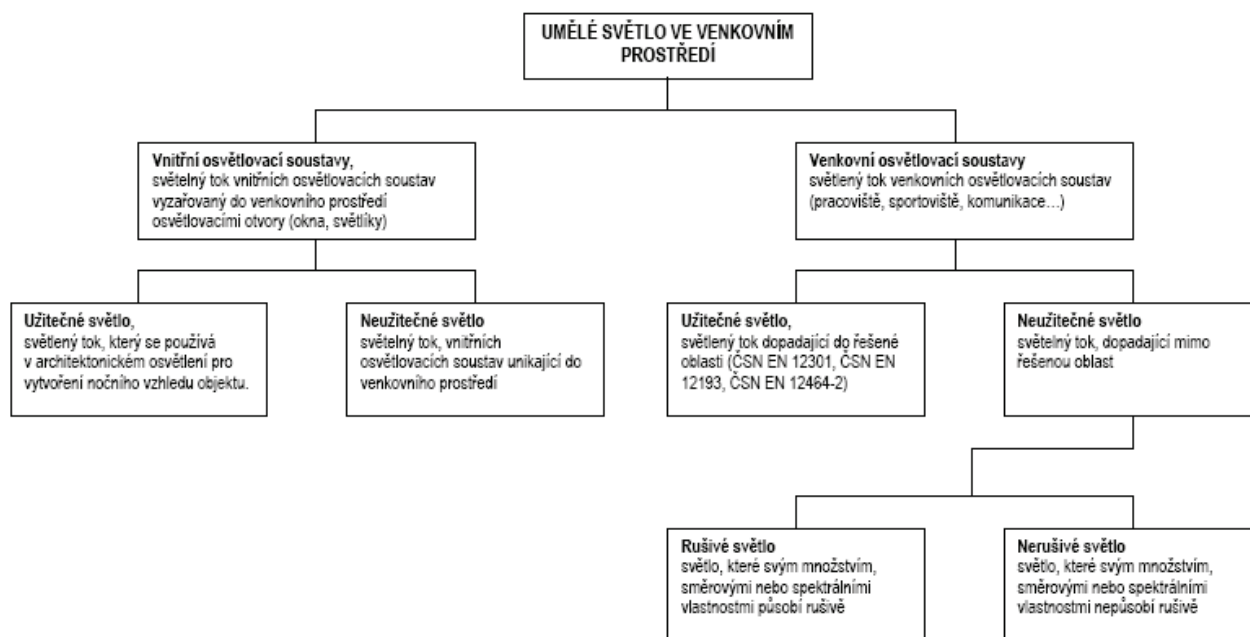 UMĚLÉ SVĚTLO VE VENKOVNÍM
PROSTŘEDÍ
Vnitřní osvětlovací soustavy,
světelný tok vnitřních osvětlovacích soustav
vyzařovaný do venkovního prostředí
osvětlovacími otvory (okna, světlíky)
Venkovní osvětlovací soustavy
světlený tok venkovních osvětlovacích soustav
(pracoviště, sportoviště, komunikace…)
Užitečné světlo,
světlený tok, který se používá
v architektonickém osvětlení pro
vytvoření nočního vzhledu objektu.
Neužitečné světlo
světelný tok, vnitřních
osvětlovacích soustav unikající do
venkovního prostředí
Užitečné světlo,
světlený tok dopadající do řešené
oblasti (ČSN EN 12301, ČSN EN
12193, ČSN EN 12464-2)
Neužitečné světlo
světelný tok, dopadající mimo
řešenou oblast
Rušivé světlo
světlo, které svým množstvím,
směrovými nebo spektrálními
vlastnostmi působí rušivě
Nerušivé světlo
světlo, které svým množstvím,
směrovými nebo spektrálními
vlastnostmi nepůsobí rušivě